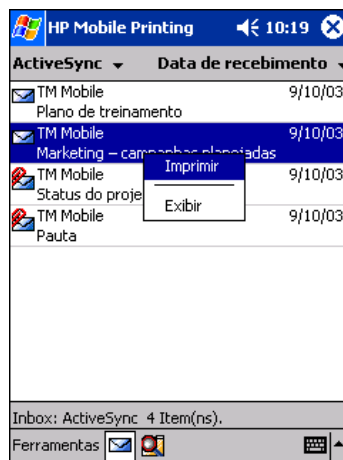 HP Mobile Printing 10:19
ActiveSync Data de recebimento
TM Mobile 9/10/03
Plano de treinamento
TM Mobile 9/10/03
Marketing – campanhas planejadas
Imprimir
TM Mobile 9/10/03
Status do proje
Exibir
TM Mobile 9/10/03
Pauta
Inbox: ActiveSync 4 Item(ns).
Ferramentas